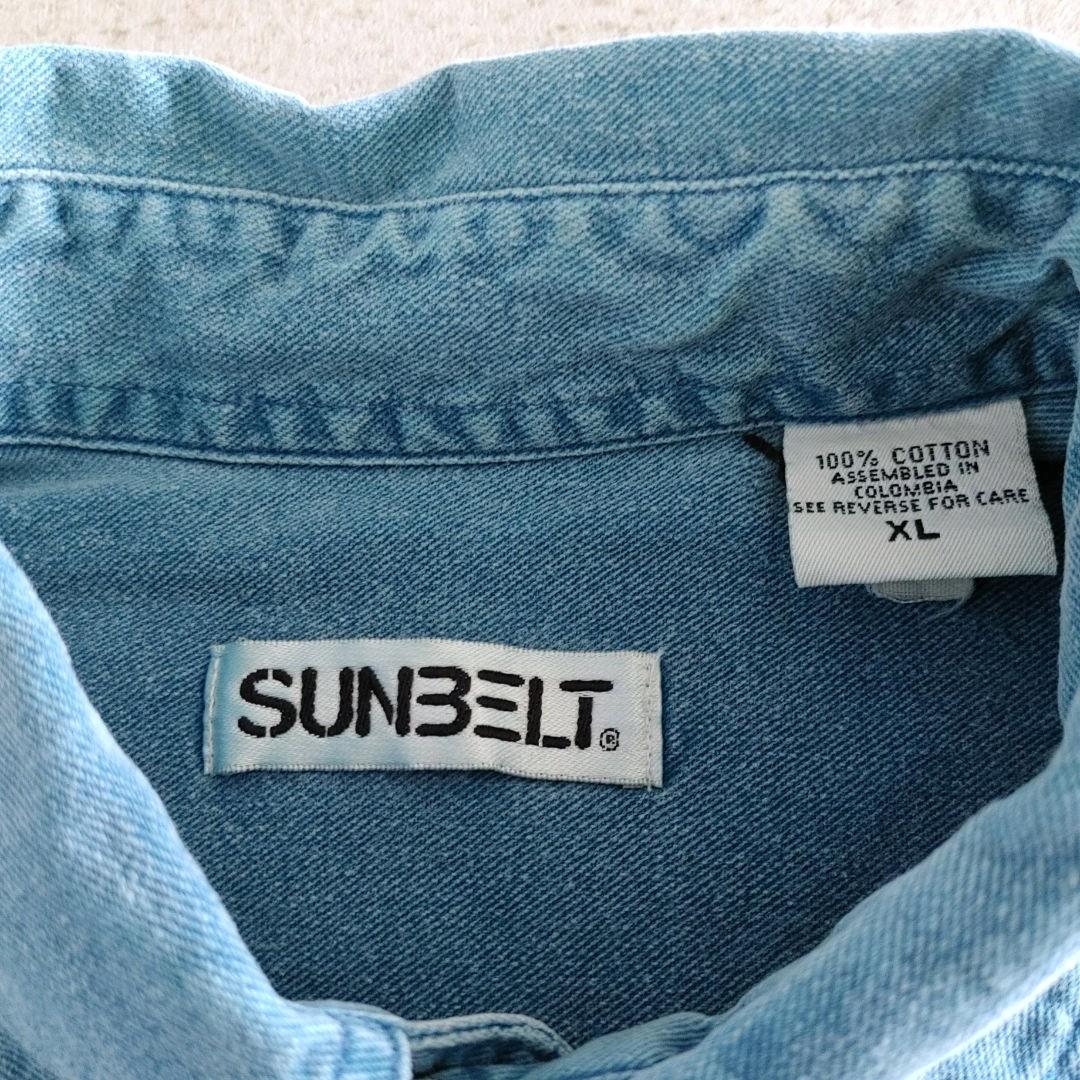 100% COTTON
ASSEMBLED IN
COLOMBIA
SEE REVERSE FOR CARE
XL
SUNBELT®